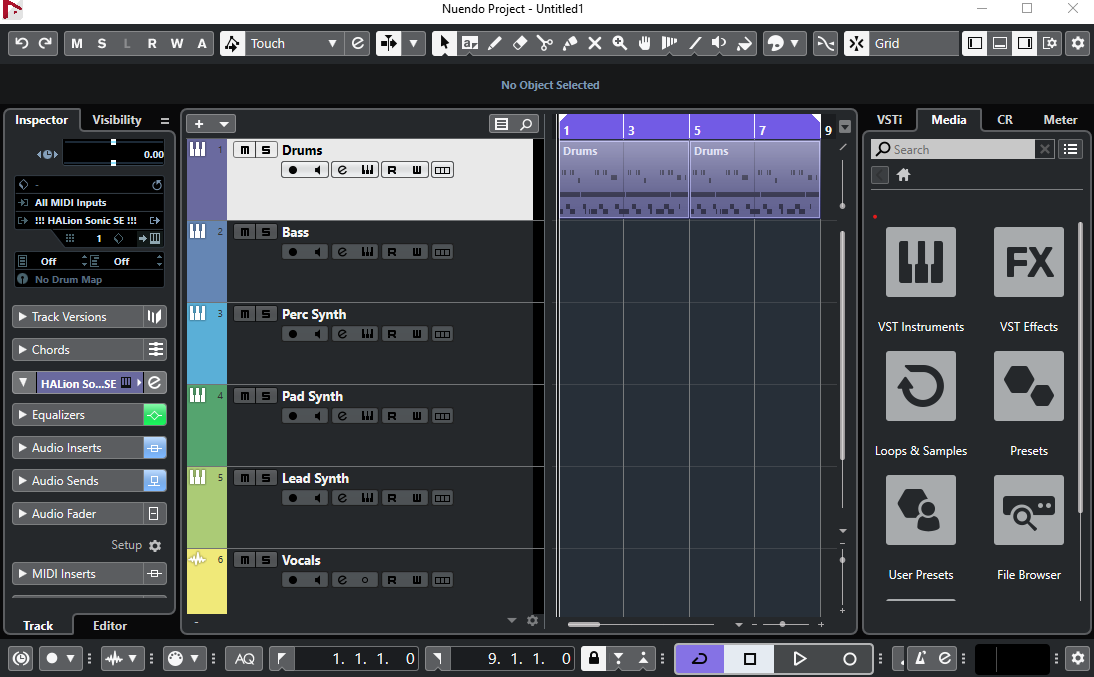 Nuendo Project - Untitled1
M S L R W A Touch e Grid
No Object Selected
Inspector Visibility
0.00
-
All MIDI Inputs
!!! HALion Sonic SE !!!
1
Off Off
No Drum Map
Track Versions
Chords
HALion So...SE e
Equalizers
Audio Inserts
Audio Sends
Audio Fader
Setup
MIDI Inserts
Track Editor
+
1 3 5 7 9
1 m S Drums
e R W
Drums Drums
2 m S Bass
e R W
3 m S Perc Synth
e R W
4 m S Pad Synth
e R W
5 m S Lead Synth
e R W
6 m S Vocals
e R W
VSTi Media CR Meter
Search
VST Instruments
FX
VST Effects
Loops & Samples
Presets
User Presets
File Browser
AQ 1. 1. 1. 0 9. 1. 1. 0 e